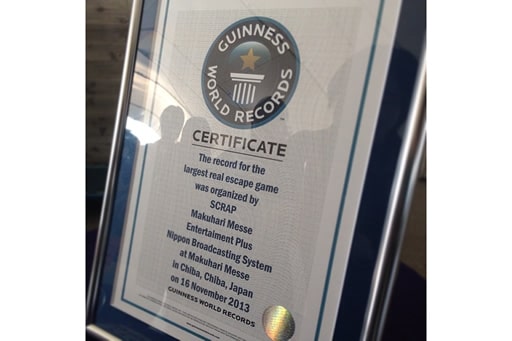 GUINNESS
WORLD RECORDS
™
CERTIFICATE
The record for the
largest real escape game
was organized by
SCRAP
Makuhari Messe
Entertaiment Plus
Nippon Broadcasting System
at Makuhari Messe
in Chiba, Chiba, Japan
on 16 November 2013
GUINNESS WORLD RECORDS